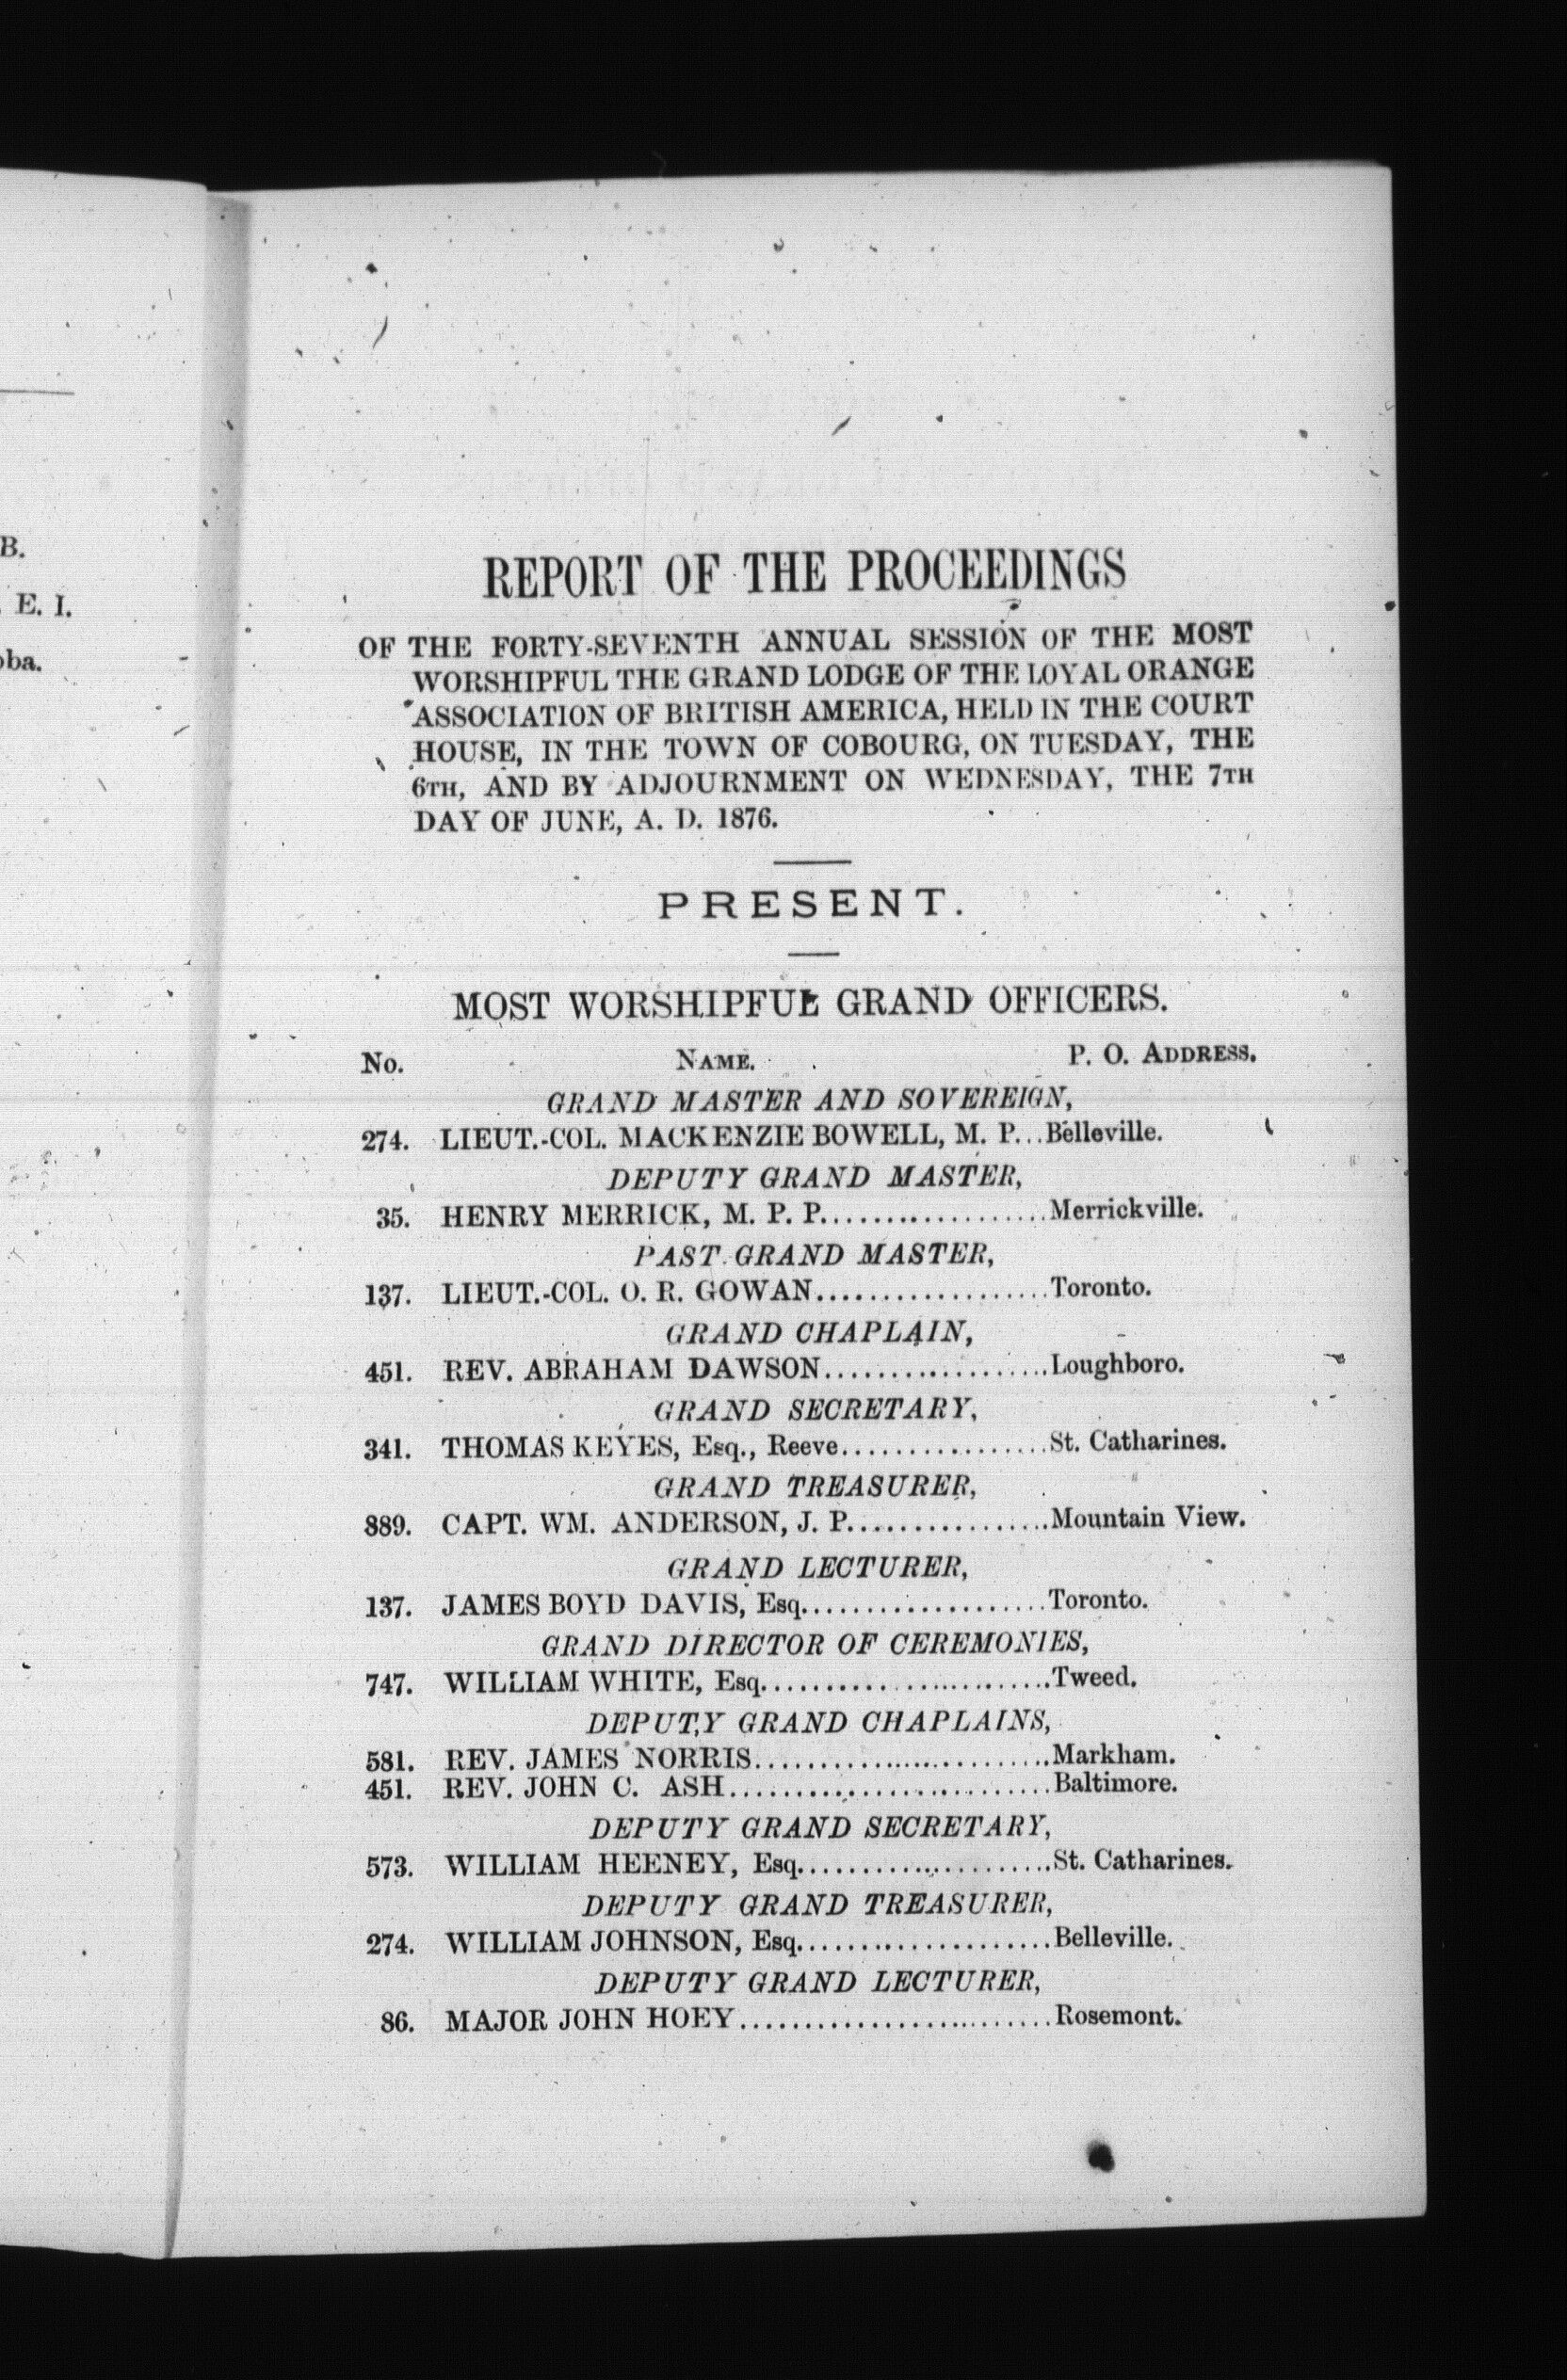 B.
E. I.
oba.
REPORT OF THE PROCEEDINGS
OF THE FORTY-SEVENTH ANNUAL SESSION OF THE MOST
WORSHIPFUL THE GRAND LODGE OF THE LOYAL ORANGE
ASSOCIATION OF BRITISH AMERICA, HELD IN THE COURT
HOUSE, IN THE TOWN OF COBOURG, ON TUESDAY, THE
6TH, AND BY ADJOURNMENT ON WEDNESDAY, THE 7TH
DAY OF JUNE, A. D. 1876.
PRESENT.
MOST WORSHIPFUL GRAND OFFICERS.
No. NAME. P. O. ADDRESS.
GRAND MASTER AND SOVEREIGN,
274. LIEUT.-COL. MACKENZIE BOWELL, M. P...Belleville.
DEPUTY GRAND MASTER,
35. HENRY MERRICK, M. P. P....................Merrickville.
PAST GRAND MASTER,
137. LIEUT.-COL. O. R. GOWAN....................Toronto.
GRAND CHAPLAIN,
451. REV. ABRAHAM DAWSON....................Loughboro.
GRAND SECRETARY,
341. THOMAS KEYES, Esq., Reeve..................St. Catharines.
GRAND TREASURER,
889. CAPT. WM. ANDERSON, J. P..................Mountain View.
GRAND LECTURER,
137. JAMES BOYD DAVIS, Esq......................Toronto.
GRAND DIRECTOR OF CEREMONIES,
747. WILLIAM WHITE, Esq..........................Tweed.
DEPUTY GRAND CHAPLAINS,
581. REV. JAMES NORRIS...........................Markham.
451. REV. JOHN C. ASH.............................Baltimore.
DEPUTY GRAND SECRETARY,
573. WILLIAM HEENEY, Esq.......................St. Catharines.
DEPUTY GRAND TREASURER,
274. WILLIAM JOHNSON, Esq.......................Belleville.
DEPUTY GRAND LECTURER,
86. MAJOR JOHN HOEY............................Rosemont.